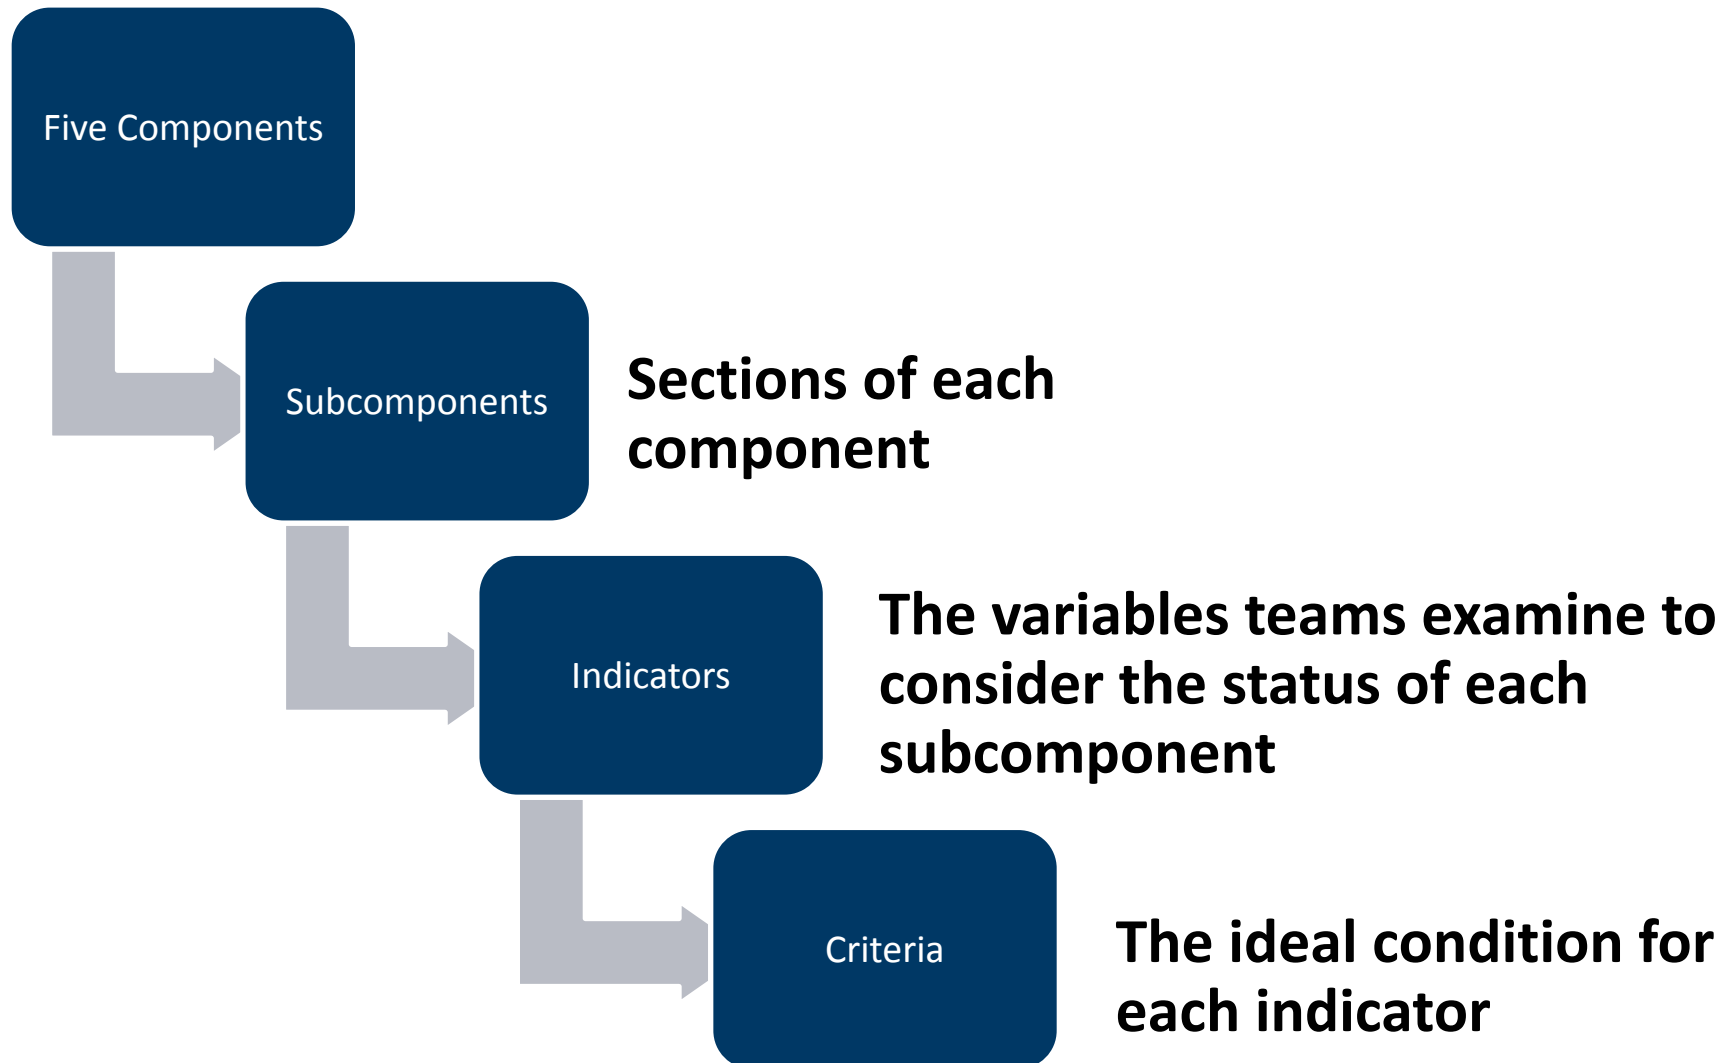 Five Components
Subcomponents
Sections of each
component
Indicators
The variables teams examine to
consider the status of each
subcomponent
Criteria
The ideal condition for
each indicator